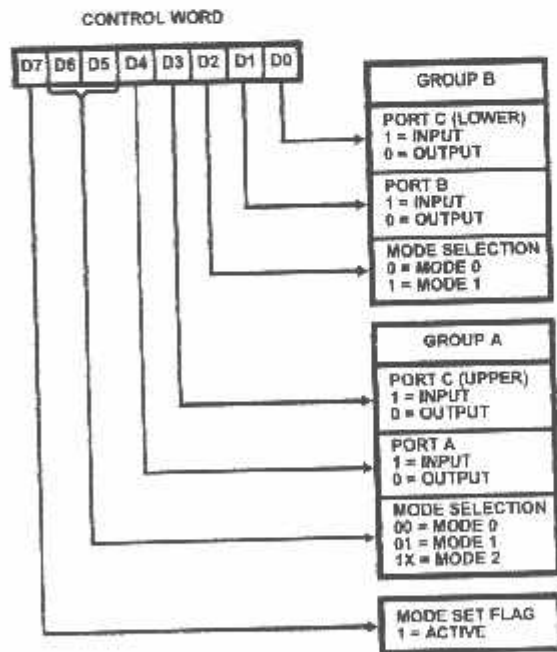 CONTROL WORD
D7 D6 D5 D4 D3 D2 D1 D0
GROUP B
PORT C (LOWER)
1 = INPUT
0 = OUTPUT
PORT B
1 = INPUT
0 = OUTPUT
MODE SELECTION
0 = MODE 0
1 = MODE 1
GROUP A
PORT C (UPPER)
1 = INPUT
0 = OUTPUT
PORT A
1 = INPUT
0 = OUTPUT
MODE SELECTION
00 = MODE 0
01 = MODE 1
1X = MODE 2
MODE SET FLAG
1 = ACTIVE